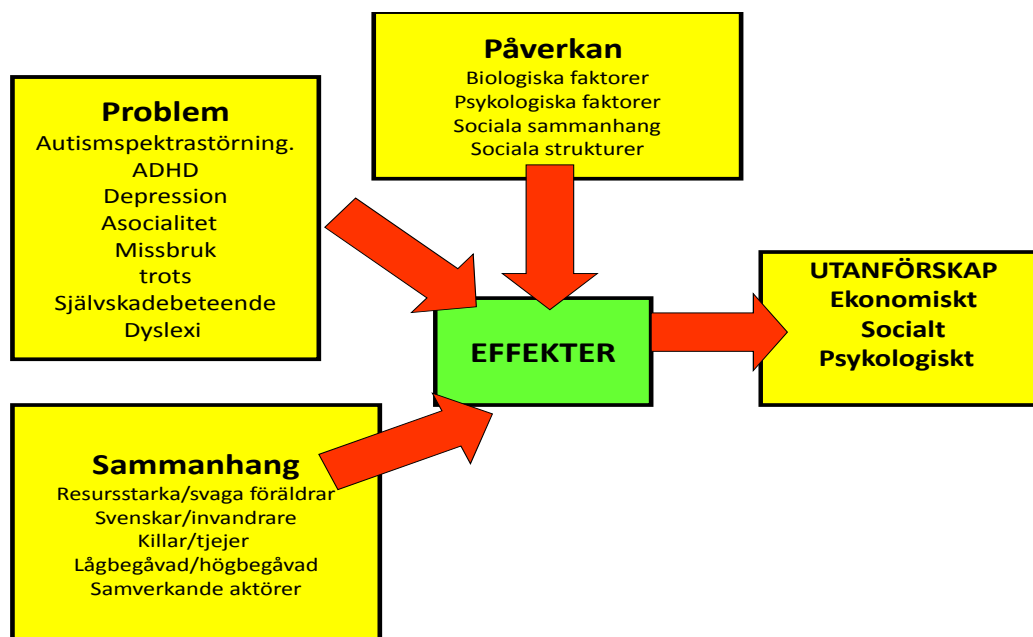 Problem
Autismspektrastörning.
ADHD
Depression
Asocialitet
Missbruk
trots
Självskadebeteende
Dyslexi
Påverkan
Biologiska faktorer
Psykologiska faktorer
Sociala sammanhang
Sociala strukturer
EFFEKTER
UTANFÖRSKAP
Ekonomiskt
Socialt
Psykologiskt
Sammanhang
Resursstarka/svaga föräldrar
Svenskar/invandrare
Killar/tjejer
Lågbegåvad/högbegåvad
Samverkande aktörer